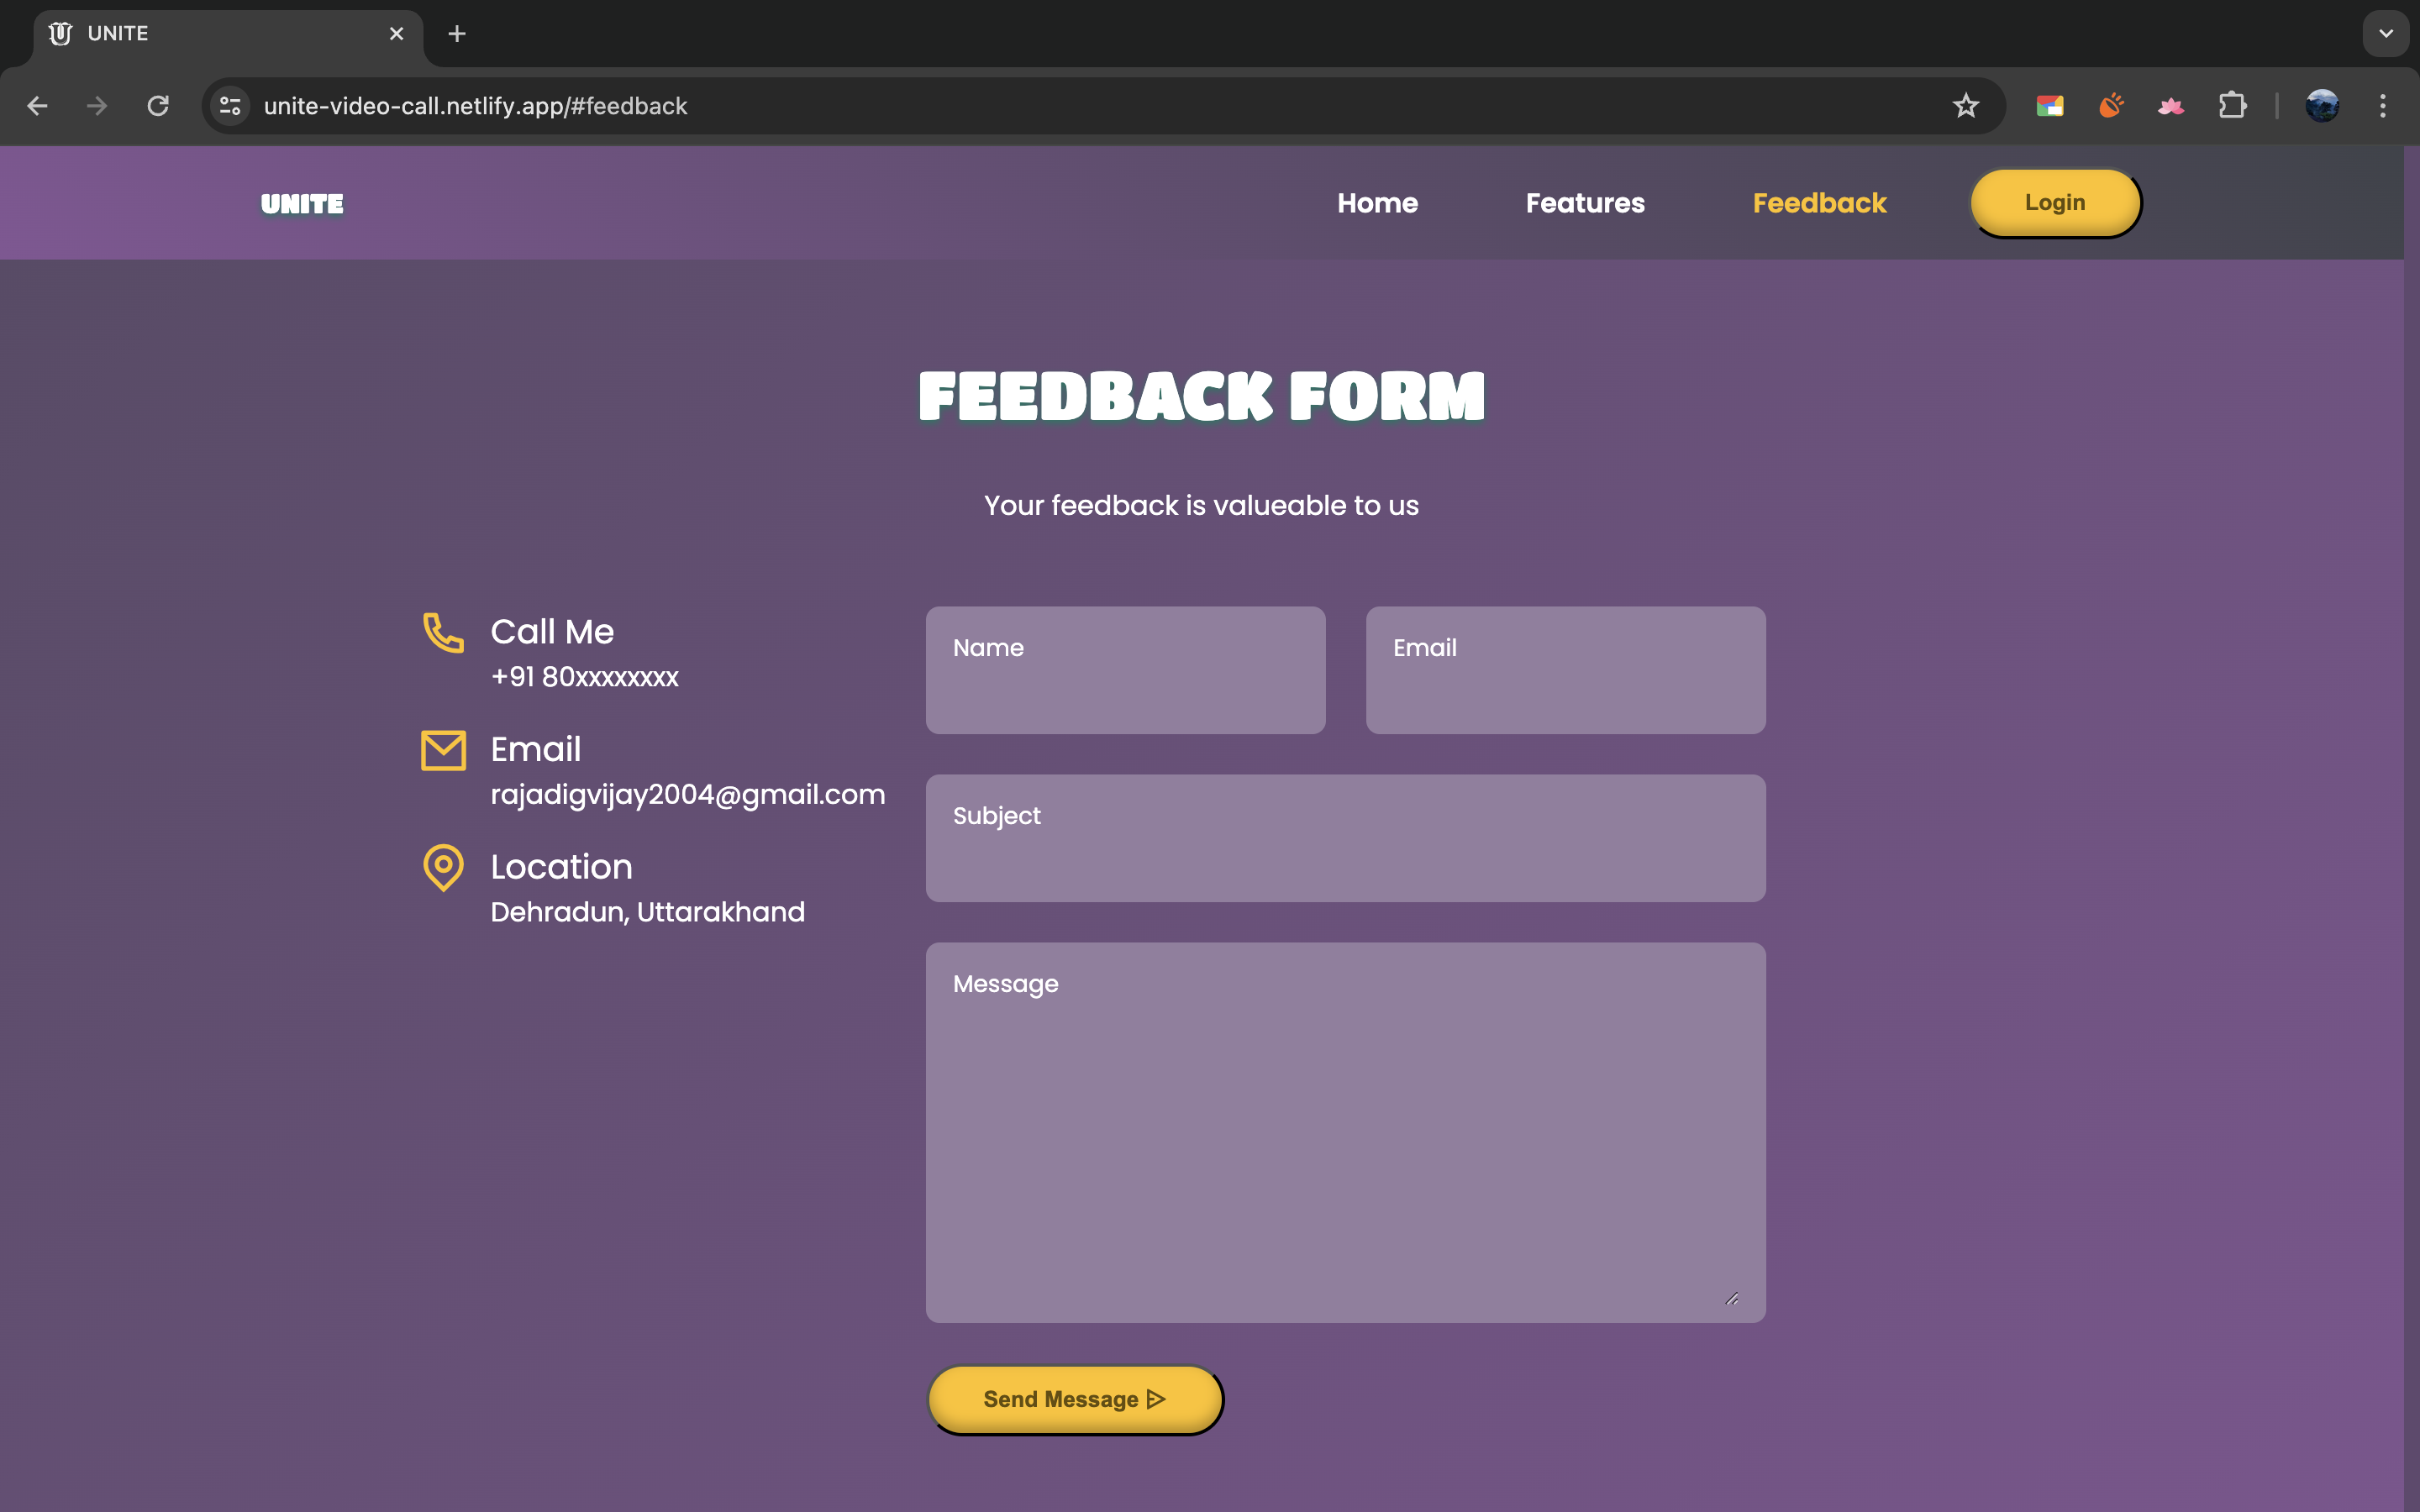 UNITE
unite-video-call.netlify.app/#feedback
UNITE
Home
Features
Feedback
Login
FEEDBACK FORM
Your feedback is valueable to us
Call Me
+91 80xxxxxxxx
Email
rajadigvijay2004@gmail.com
Location
Dehradun, Uttarakhand
Name
Email
Subject
Message
Send Message